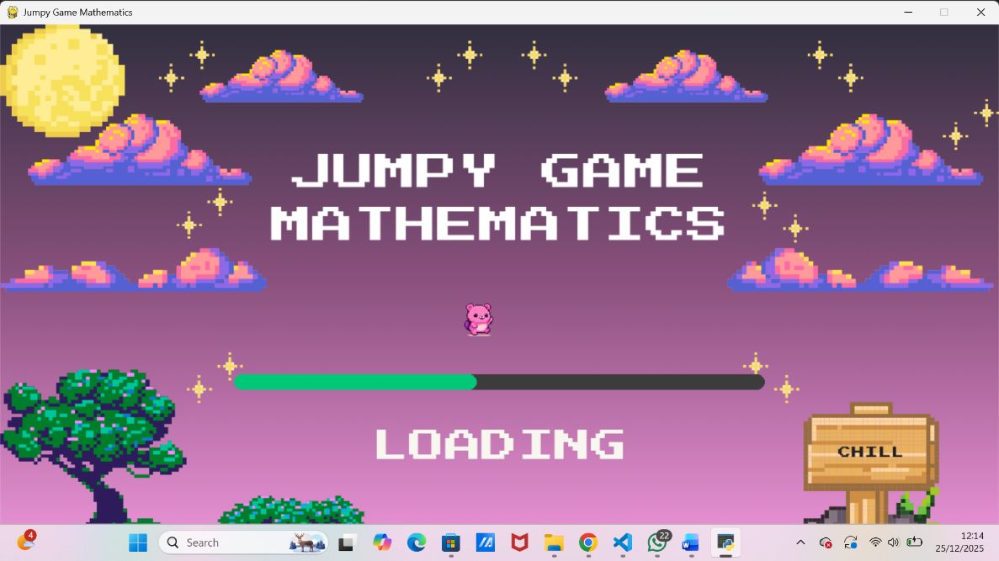 Jumpy Game Mathematics
JUMPY GAME
MATHEMATICS
LOADING
CHILL
4
Search
22
12:14
25/12/2025